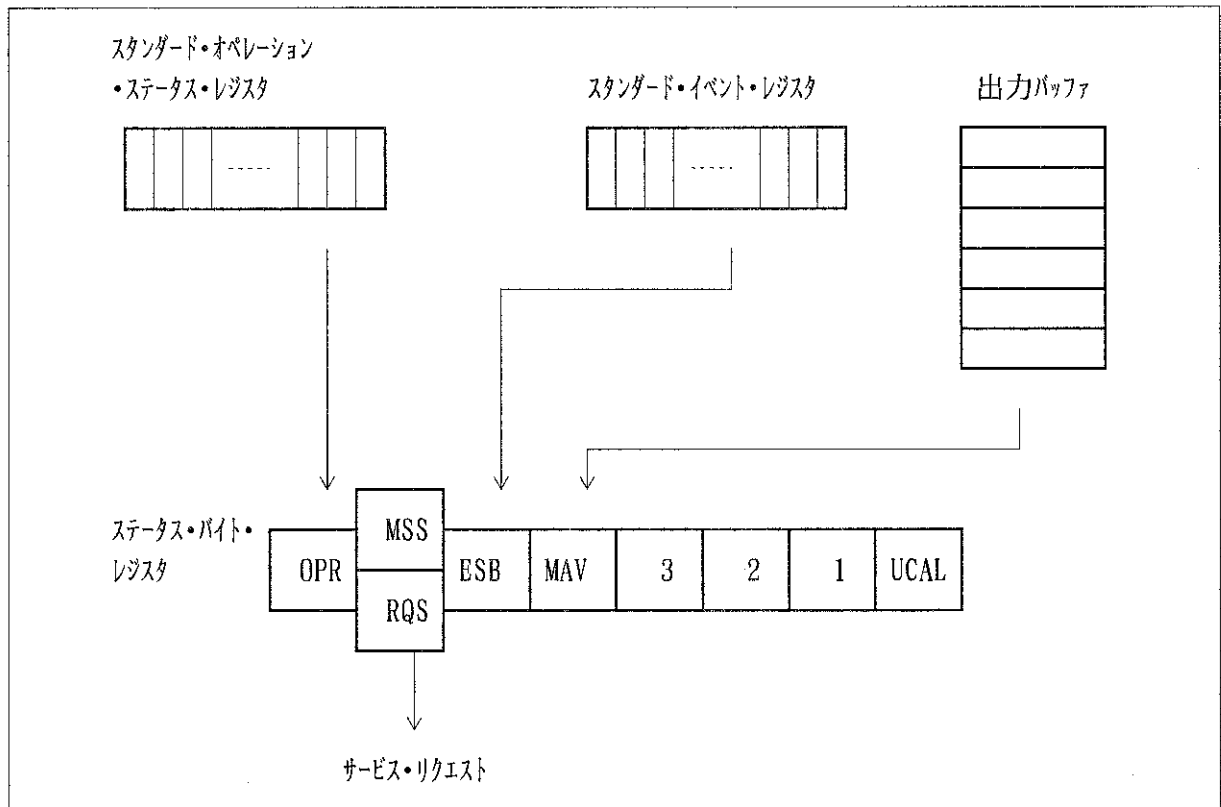 スタンダード・オペレーション
・ステータス・レジスタ
スタンダード・イベント・レジスタ
出力バッファ
ステータス・バイト・
レジスタ
OPR
MSS
RQS
ESB
MAV
3
2
1
UCAL
サービス・リクエスト